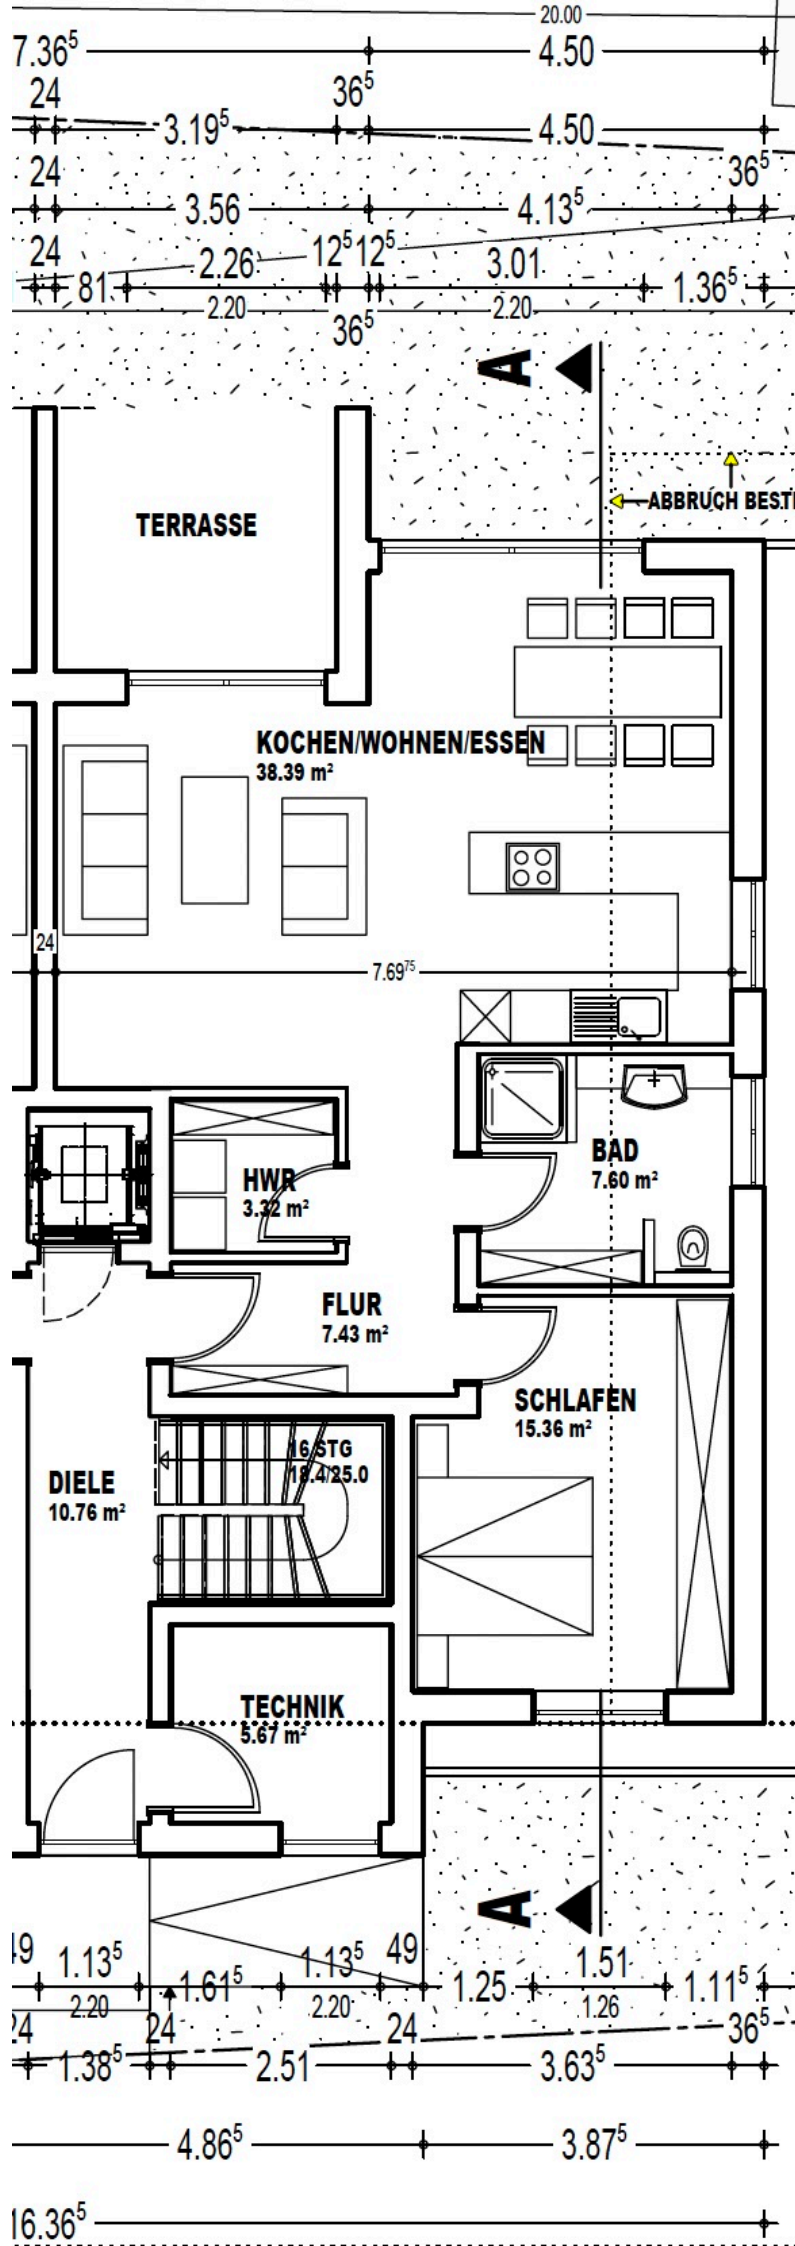 20.00
7.36⁵ 4.50
24 36⁵
3.19⁵ 4.50
24 36⁵
3.56 4.13⁵
24 2.26 12⁵ 12⁵ 3.01
81 1.36⁵
2.20 2.20
36⁵
A
TERRASSE
KOCHEN/WOHNEN/ESSEN
38.39 m²
24
7.69⁷⁵
BAD
7.60 m²
HWR
3.32 m²
FLUR
7.43 m²
SCHLAFEN
15.36 m²
16 STG
18.4/25.0
DIELE
10.76 m²
TECHNIK
5.67 m²
A
49 1.13⁵ 1.61⁵ 1.13⁵ 49 1.25 1.51 1.11⁵
2.20 2.20 1.26
24 24 24 36⁵
1.38⁵ 2.51 3.63⁵
4.86⁵ 3.87⁵
16.36⁵
ABBRUCH